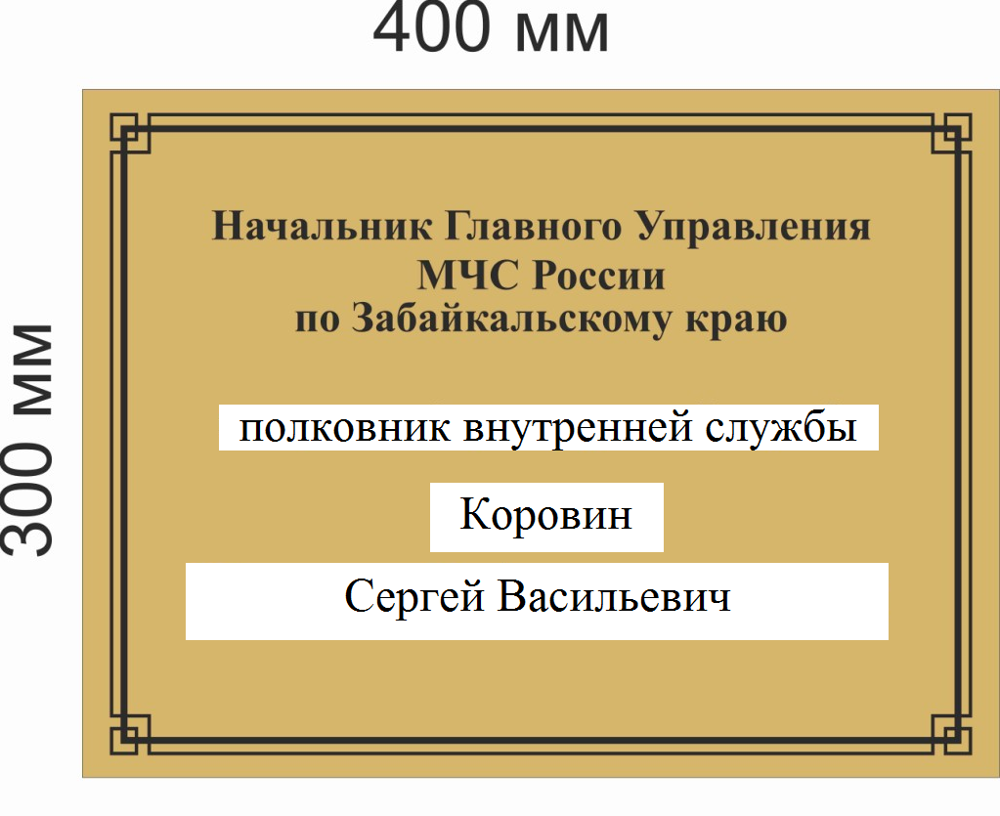 400 мм
300 мм
Начальник Главного Управления
МЧС России
по Забайкальскому краю
полковник внутренней службы
Коровин
Сергей Васильевич